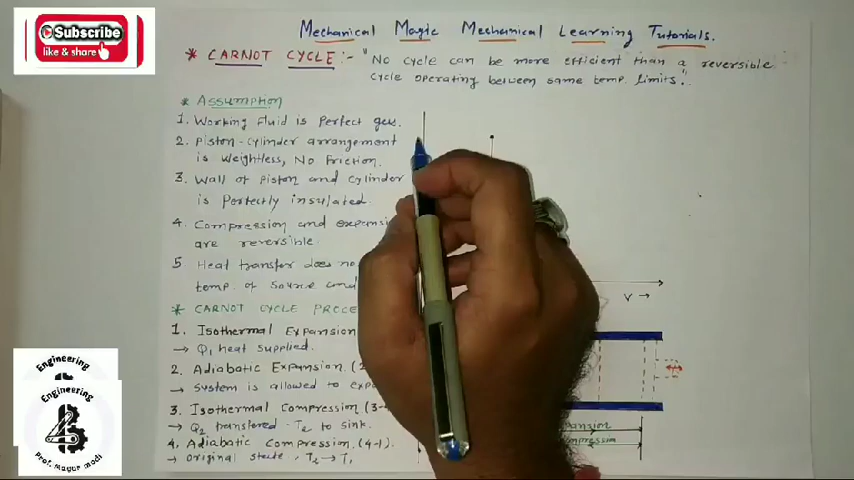 Subscribe
like & share
Mechanical Magic Mechanical Learning Tutorials.
* CARNOT CYCLE :- "No cycle can be more efficient than a reversible
cycle operating between same temp. limits."
* Assumption
1. Working fluid is Perfect gas.
2. Piston-cylinder arrangement
is weightless, No friction.
3. Wall of Piston and cylinder
is Perfectly insulated.
4. Compression and
are reversible.
5 Heat transfer does
temp. of source
* CARNOT CYCLE
1. Isothermal Expansion
→ Q1 heat supplied.
2. Adiabatic Expansion.
→ System is allowed to
3. Isothermal Compression
→ Q2 transfered - T2 to sink.
4. Adiabatic Compression. (4-1).
→ original state, T2 → T1
V →
Engineering
Engineering
Prof. Mayur modi